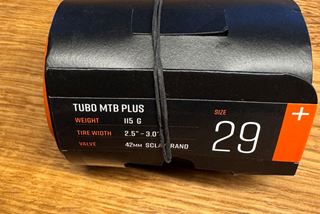 TUBO MTB PLUS
WEIGHT 115 G
TIRE WIDTH 2.5" - 3.0"
VALVE 42MM SCLAVERAND
SIZE
29
+